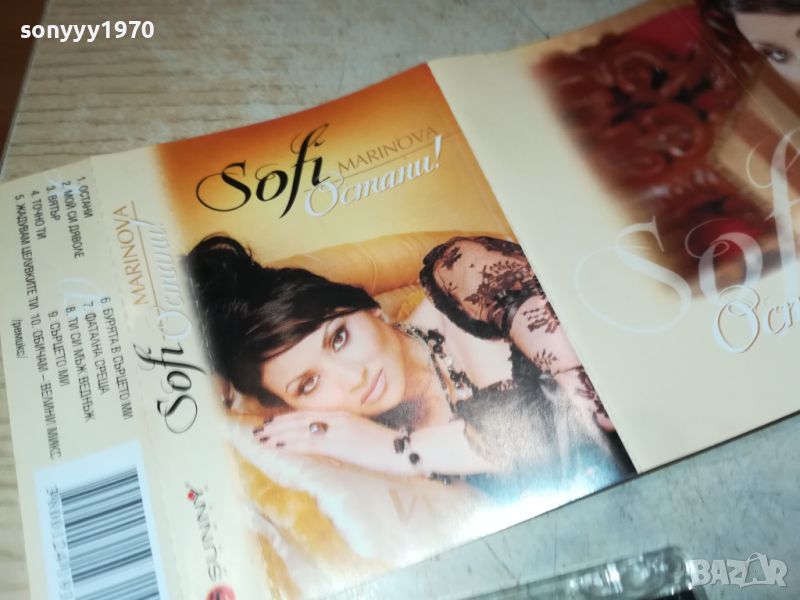 sonyyy1970
Sofi MARINOVA
Остани!
Sofi MARINOVA
Остани!
1. ОСТАНИ
2. МОЙ СИ ДЯВОЛЕ
3. ВЯТЪР
4. ТОЧНО ТИ
5. ЖАДУВАМ ЦЕЛУВКИТЕ ТИ
6. БУРЯТА В СЪРЦЕТО МИ
7. ФАТАЛНА СРЕЩА
8. ТИ СИ МЪЖ ВЕДНЪЖ
9. СЪРЦЕТО МИ
10. ОБИЧАМ - ВЕЛИНИ МИКС
/ремикс/
SUNNY
Sof
Ост
BAZAR